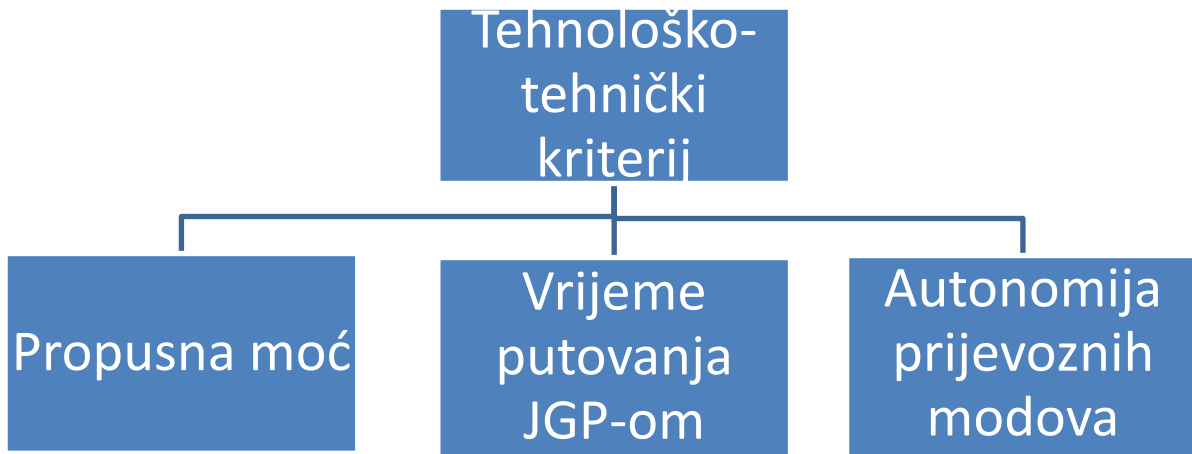 Tehnološko-
tehnički
kriterij
Propusna moć
Vrijeme
putovanja
JGP-om
Autonomija
prijevoznih
modova